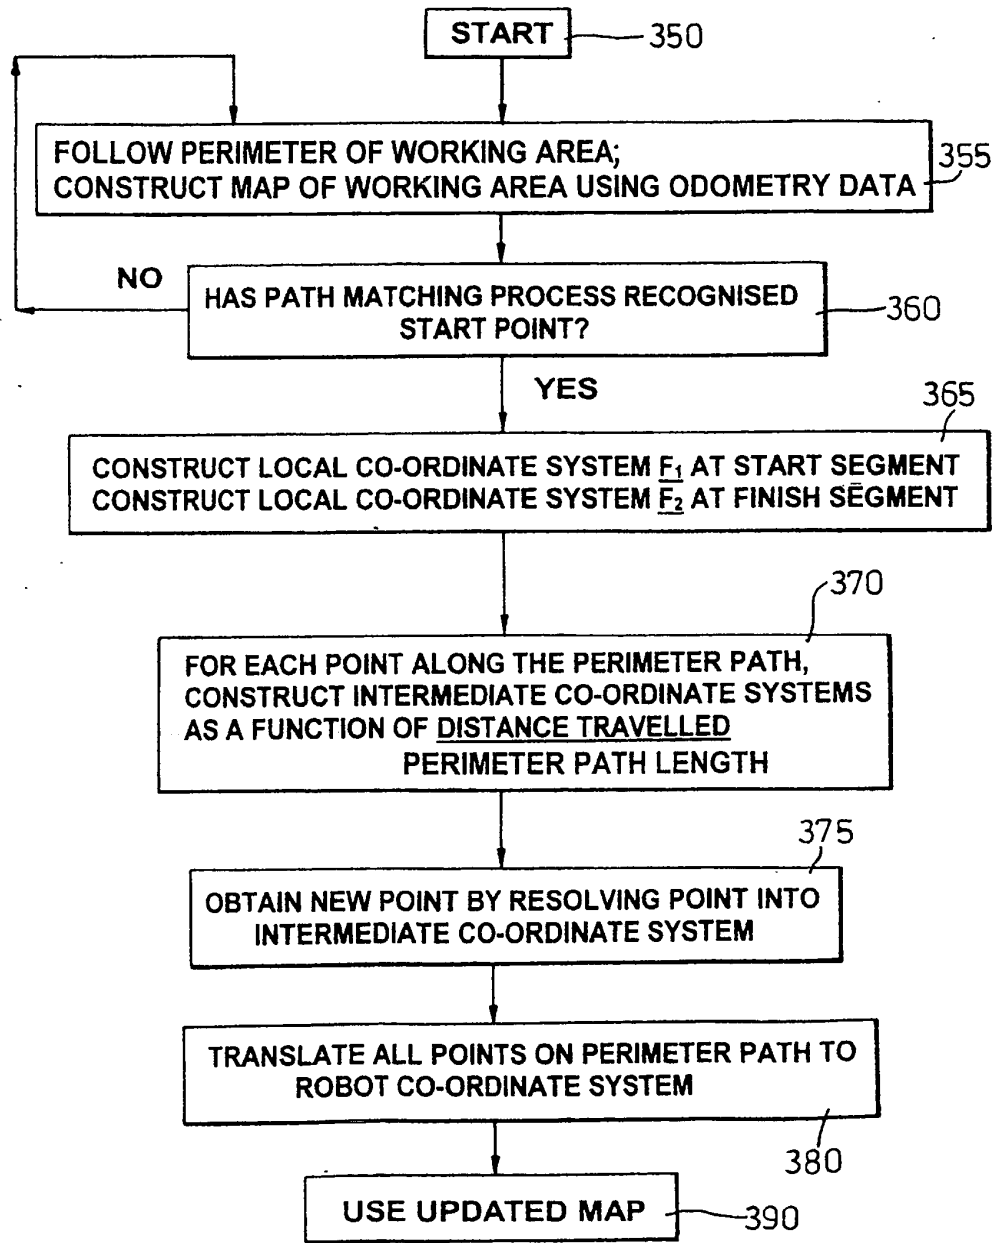 START
350
FOLLOW PERIMETER OF WORKING AREA;
CONSTRUCT MAP OF WORKING AREA USING ODOMETRY DATA
355
NO
HAS PATH MATCHING PROCESS RECOGNISED
START POINT?
360
YES
365
CONSTRUCT LOCAL CO-ORDINATE SYSTEM F₁ AT START SEGMENT
CONSTRUCT LOCAL CO-ORDINATE SYSTEM F₂ AT FINISH SEGMENT
370
FOR EACH POINT ALONG THE PERIMETER PATH,
CONSTRUCT INTERMEDIATE CO-ORDINATE SYSTEMS
AS A FUNCTION OF DISTANCE TRAVELLED
PERIMETER PATH LENGTH
375
OBTAIN NEW POINT BY RESOLVING POINT INTO
INTERMEDIATE CO-ORDINATE SYSTEM
TRANSLATE ALL POINTS ON PERIMETER PATH TO
ROBOT CO-ORDINATE SYSTEM
380
USE UPDATED MAP
390